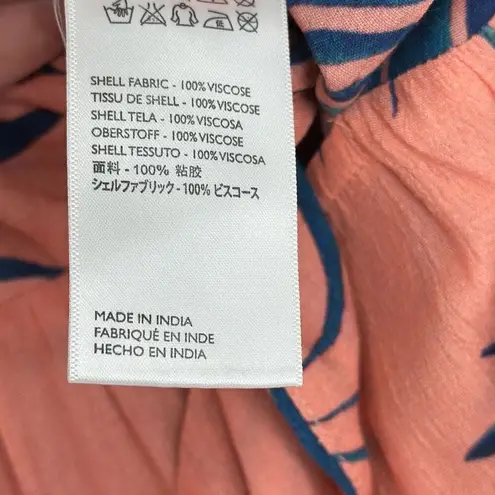 SHELL FABRIC - 100% VISCOSE
TISSU DE SHELL - 100% VISCOSE
SHELL TELA - 100% VISCOSA
OBERSTOFF - 100% VISCOSE
SHELL TESSUTO - 100% VISCOSA
面料 - 100% 粘胶
シェルファブリック - 100% ビスコース
MADE IN INDIA
FABRIQUÉ EN INDE
HECHO EN INDIA